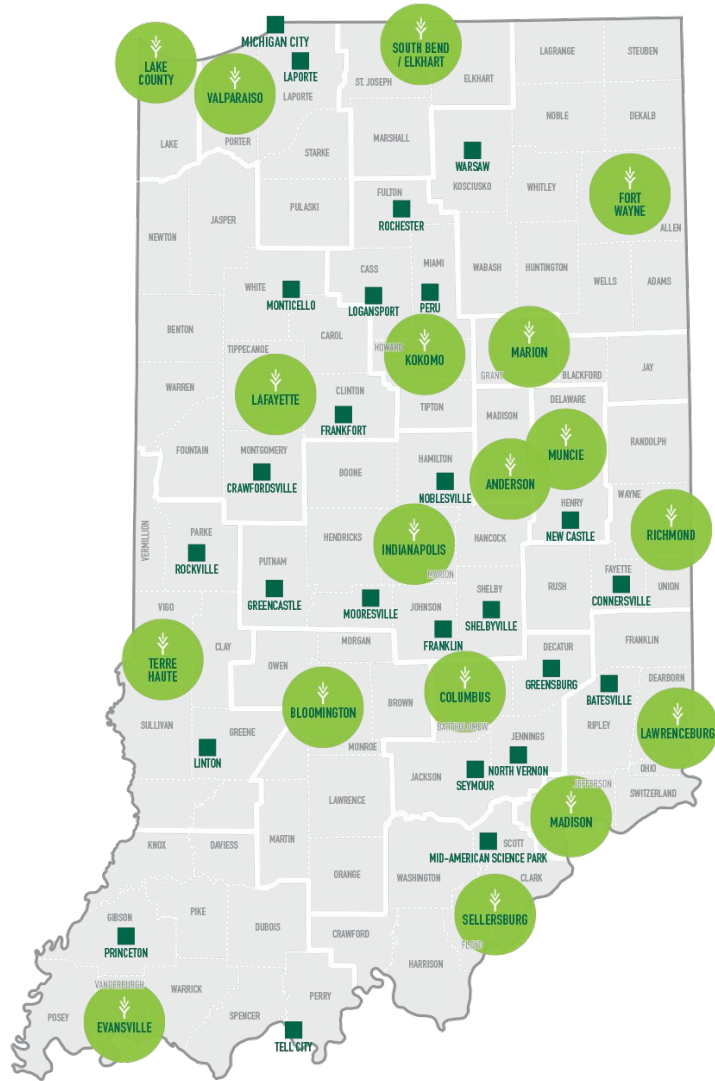 MICHIGAN CITY
SOUTH BEND
/ ELKHART
LAKE
COUNTY
LAPORTE
LAGRANGE
STEUBEN
VALPARAISO
LAPORTE
ST. JOSEPH
ELKHART
NOBLE
DEKALB
LAKE
PORTER
STARKE
MARSHALL
WARSAW
KOSCIUSKO
WHITLEY
FORT
WAYNE
ALLEN
PULASKI
FULTON
ROCHESTER
NEWTON
JASPER
MIAMI
WABASH
HUNTINGTON
WELLS
ADAMS
WHITE
MONTICELLO
CASS
LOGANSPORT
PERU
BENTON
CAROL
HOWARD
KOKOMO
MARION
GRANT
BLACKFORD
JAY
TIPPECANOE
WARREN
LAFAYETTE
CLINTON
FRANKFORT
TIPTON
MADISON
DELAWARE
FOUNTAIN
MONTGOMERY
CRAWFORDSVILLE
BOONE
HAMILTON
NOBLESVILLE
ANDERSON
MUNCIE
RANDOLPH
HENRY
NEW CASTLE
WAYNE
RICHMOND
VERMILLION
PARKE
ROCKVILLE
PUTNAM
GREENCASTLE
HENDRICKS
INDIANAPOLIS
MARION
HANCOCK
MOORESVILLE
JOHNSON
FRANKLIN
SHELBY
SHELBYVILLE
RUSH
FAYETTE
CONNERSVILLE
UNION
VIGO
CLAY
TERRE
HAUTE
OWEN
MORGAN
BROWN
COLUMBUS
BARTHOLOMEW
DECATUR
GREENSBURG
FRANKLIN
BATESVILLE
DEARBORN
SULLIVAN
GREENE
LINTON
BLOOMINGTON
MONROE
JENNINGS
NORTH VERNON
RIPLEY
LAWRENCEBURG
OHIO
JACKSON
SEYMOUR
JEFFERSON
SWITZERLAND
LAWRENCE
MADISON
KNOX
DAVIESS
MARTIN
ORANGE
WASHINGTON
SCOTT
MID-AMERICAN SCIENCE PARK
CLARK
GIBSON
PRINCETON
PIKE
DUBOIS
CRAWFORD
SELLERSBURG
FLOYD
HARRISON
VANDERBURGH
POSEY
EVANSVILLE
WARRICK
SPENCER
PERRY
TELL CITY